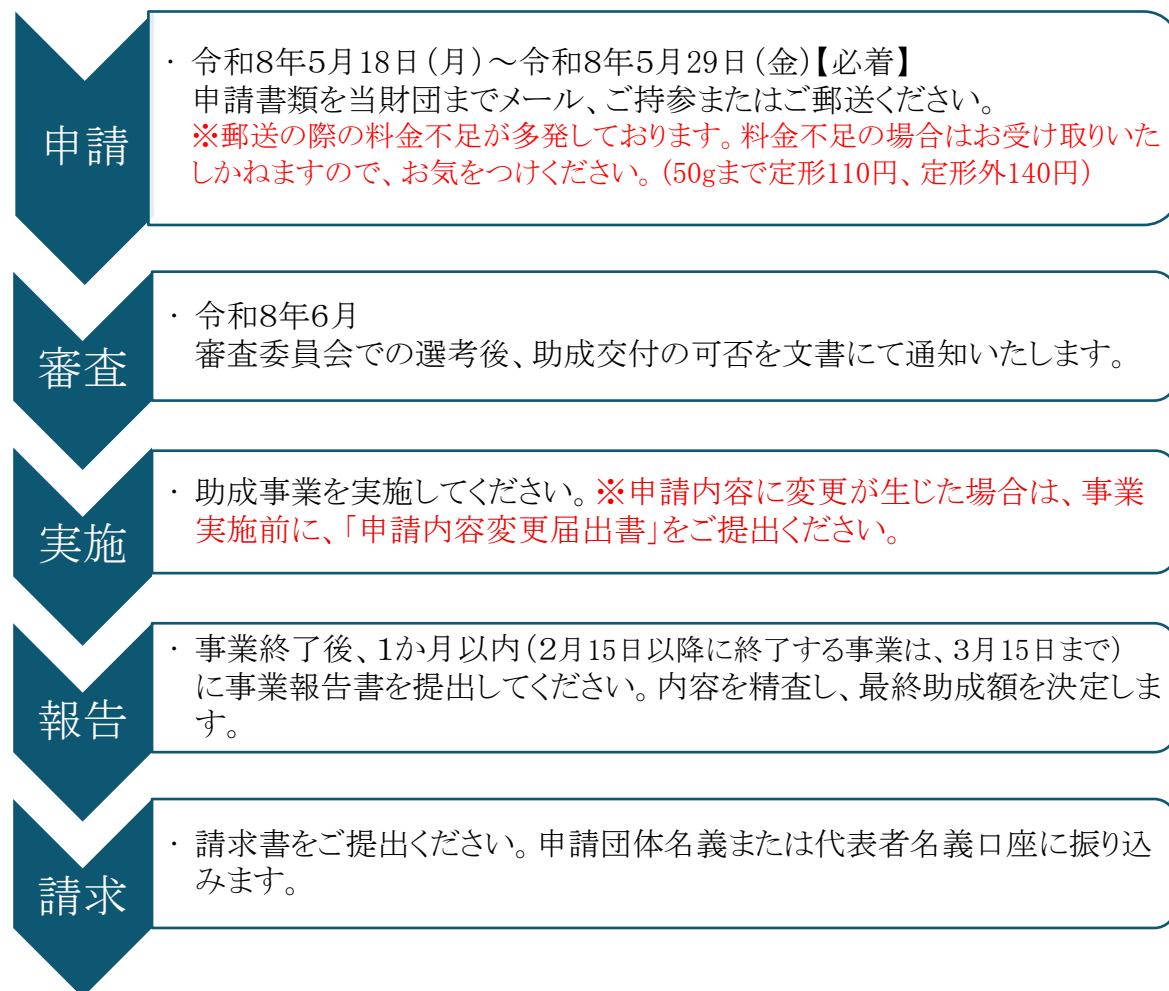 申請
・ 令和8年5月18日(月)～令和8年5月29日(金)【必着】
申請書類を当財団までメール、ご持参またはご郵送ください。
※郵送の際の料金不足が多発しております。料金不足の場合はお受け取りいた
しかねますので、お気をつけください。(50gまで定形110円、定形外140円)
審査
・ 令和8年6月
審査委員会での選考後、助成交付の可否を文書にて通知いたします。
実施
・ 助成事業を実施してください。※申請内容に変更が生じた場合は、事業
実施前に、「申請内容変更届出書」をご提出ください。
報告
・ 事業終了後、1か月以内(2月15日以降に終了する事業は、3月15日まで)
に事業報告書を提出してください。内容を精査し、最終助成額を決定しま
す。
請求
・ 請求書をご提出ください。申請団体名義または代表者名義口座に振り込
みます。